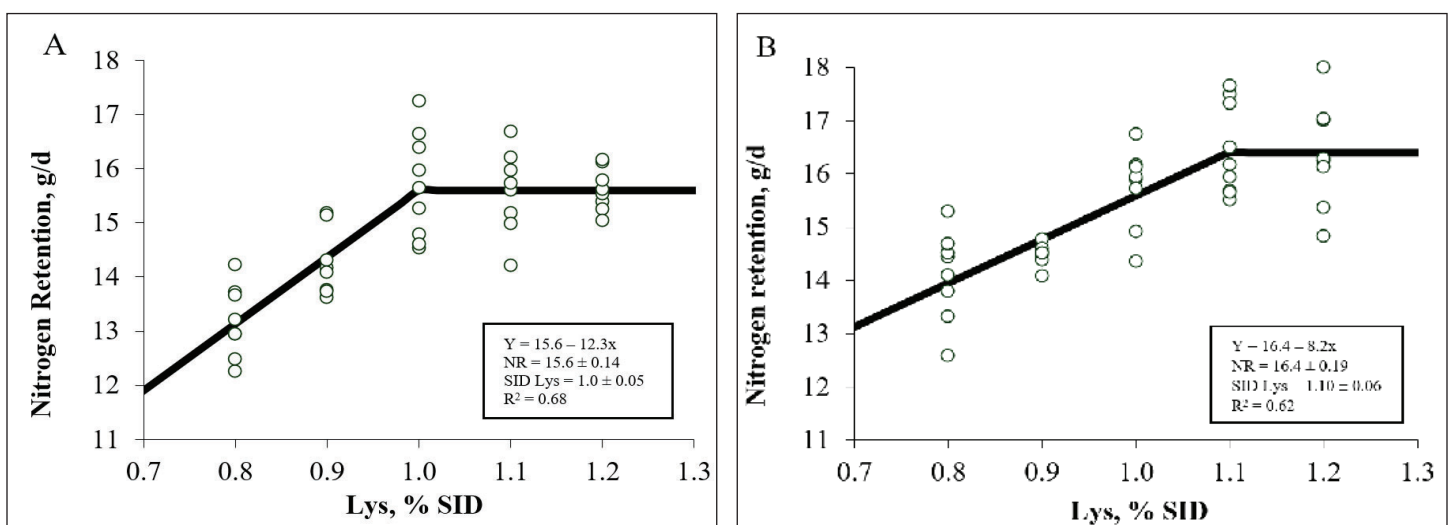 A
Nitrogen Retention, g/d
18
17
16
15
14
13
12
11
0.7 0.8 0.9 1.0 1.1 1.2 1.3
Lys, % SID
Y = 15.6 – 12.3x
NR = 15.6 ± 0.14
SID Lys = 1.0 ± 0.05
R² = 0.68
B
Nitrogen retention, g/d
18
17
16
15
14
13
12
11
0.7 0.8 0.9 1.0 1.1 1.2 1.3
Lys, % SID
Y – 16.4 – 8.2x
NR = 16.4 ± 0.19
SID Lys – 1.10 ± 0.06
R² = 0.62